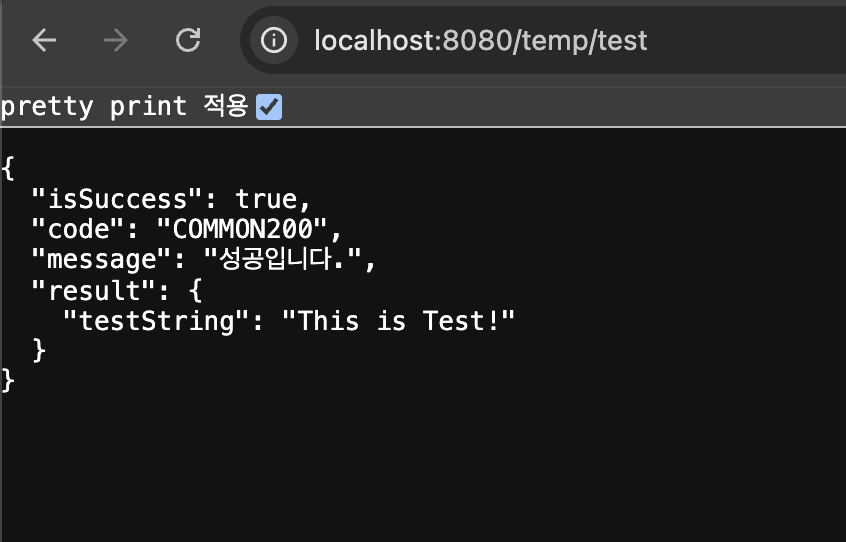 localhost:8080/temp/test
pretty print 적용
{
  "isSuccess": true,
  "code": "COMMON200",
  "message": "성공입니다.",
  "result": {
    "testString": "This is Test!"
  }
}